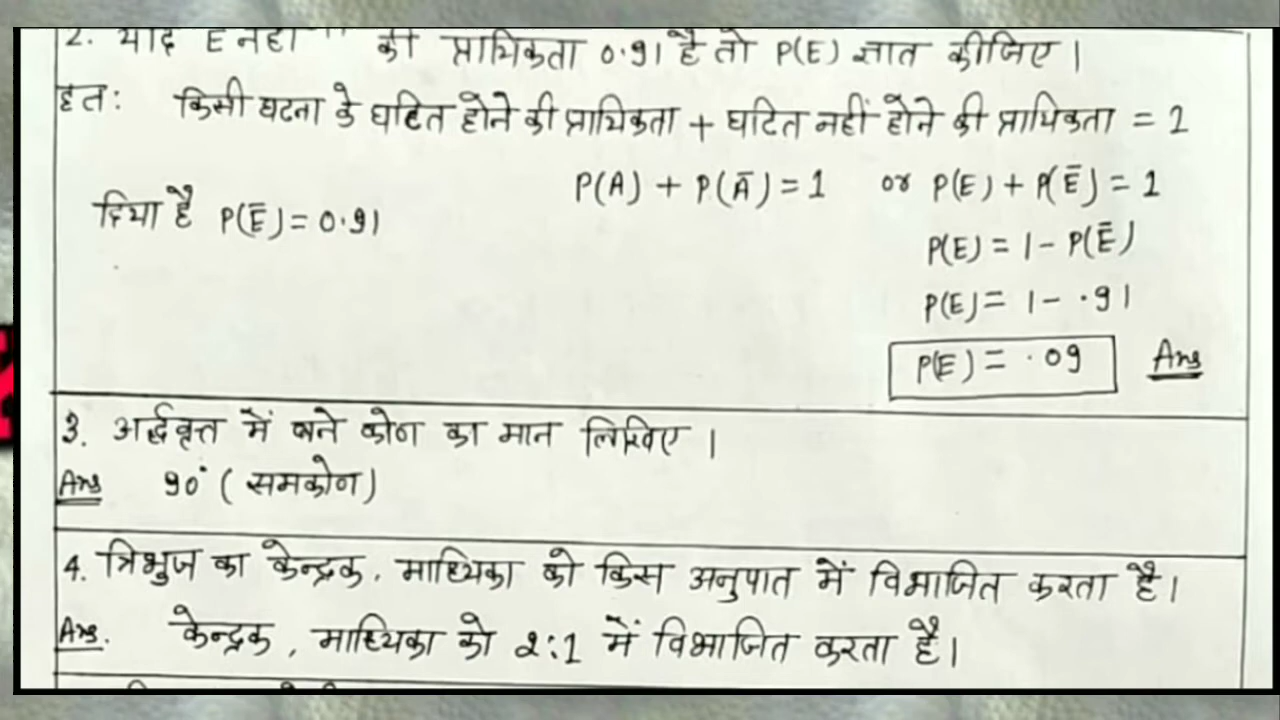 2. यदि E नहीं" की प्रायिकता 0.91 है तो P(E) ज्ञात कीजिए।
हल: किसी घटना के घटित होने की प्रायिकता + घटित नहीं होने की प्रायिकता = 1
P(A) + P(Ā) = 1 or P(E) + P(Ē) = 1
दिया है P(Ē) = 0.91
P(E) = 1 - P(Ē)
P(E) = 1 - .91
P(E) = .09 Ans
3. अर्द्धवृत्त में बने कोण का मान लिखिए।
Ans 90° (समकोण)
4. त्रिभुज का केन्द्रक, माध्यिका को किस अनुपात में विभाजित करता है।
Ans. केन्द्रक, माध्यिका को 2:1 में विभाजित करता है।